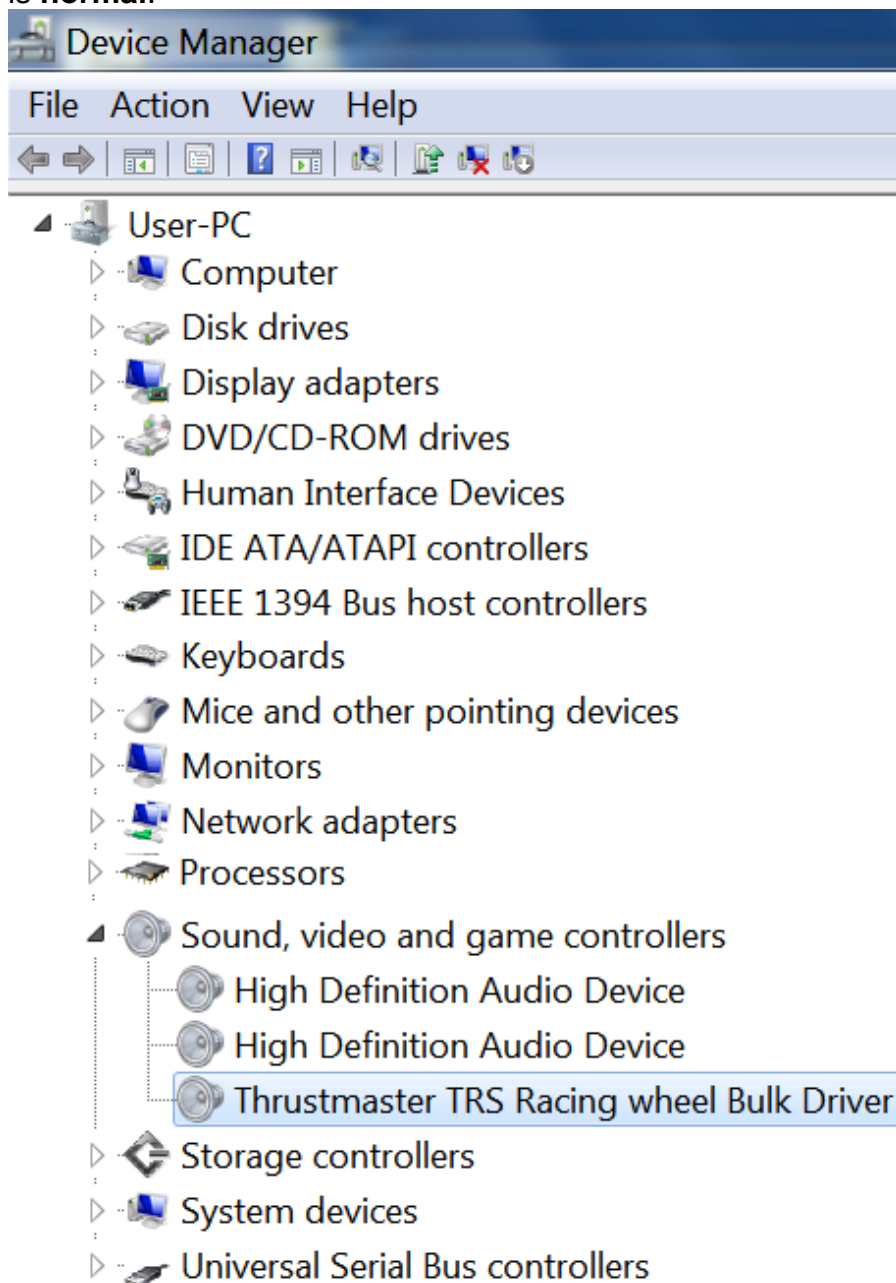 is normal.
Device Manager
File Action View Help
User-PC
Computer
Disk drives
Display adapters
DVD/CD-ROM drives
Human Interface Devices
IDE ATA/ATAPI controllers
IEEE 1394 Bus host controllers
Keyboards
Mice and other pointing devices
Monitors
Network adapters
Processors
Sound, video and game controllers
High Definition Audio Device
High Definition Audio Device
Thrustmaster TRS Racing wheel Bulk Driver
Storage controllers
System devices
Universal Serial Bus controllers